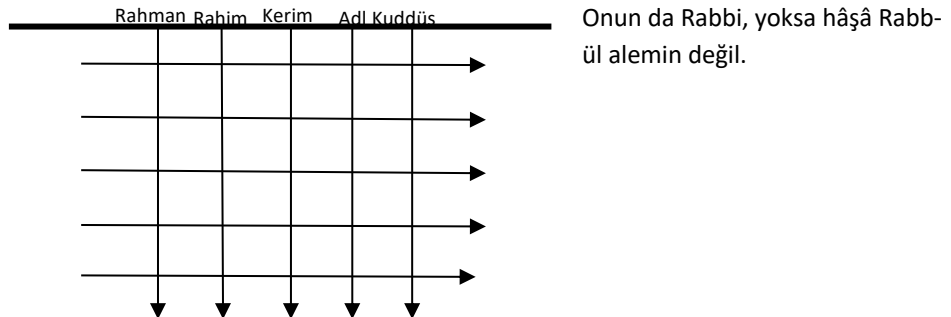 Rahman Rahim Kerim Adl Kuddüs
Onun da Rabbi, yoksa hâşâ Rabb-
ül alemin değil.